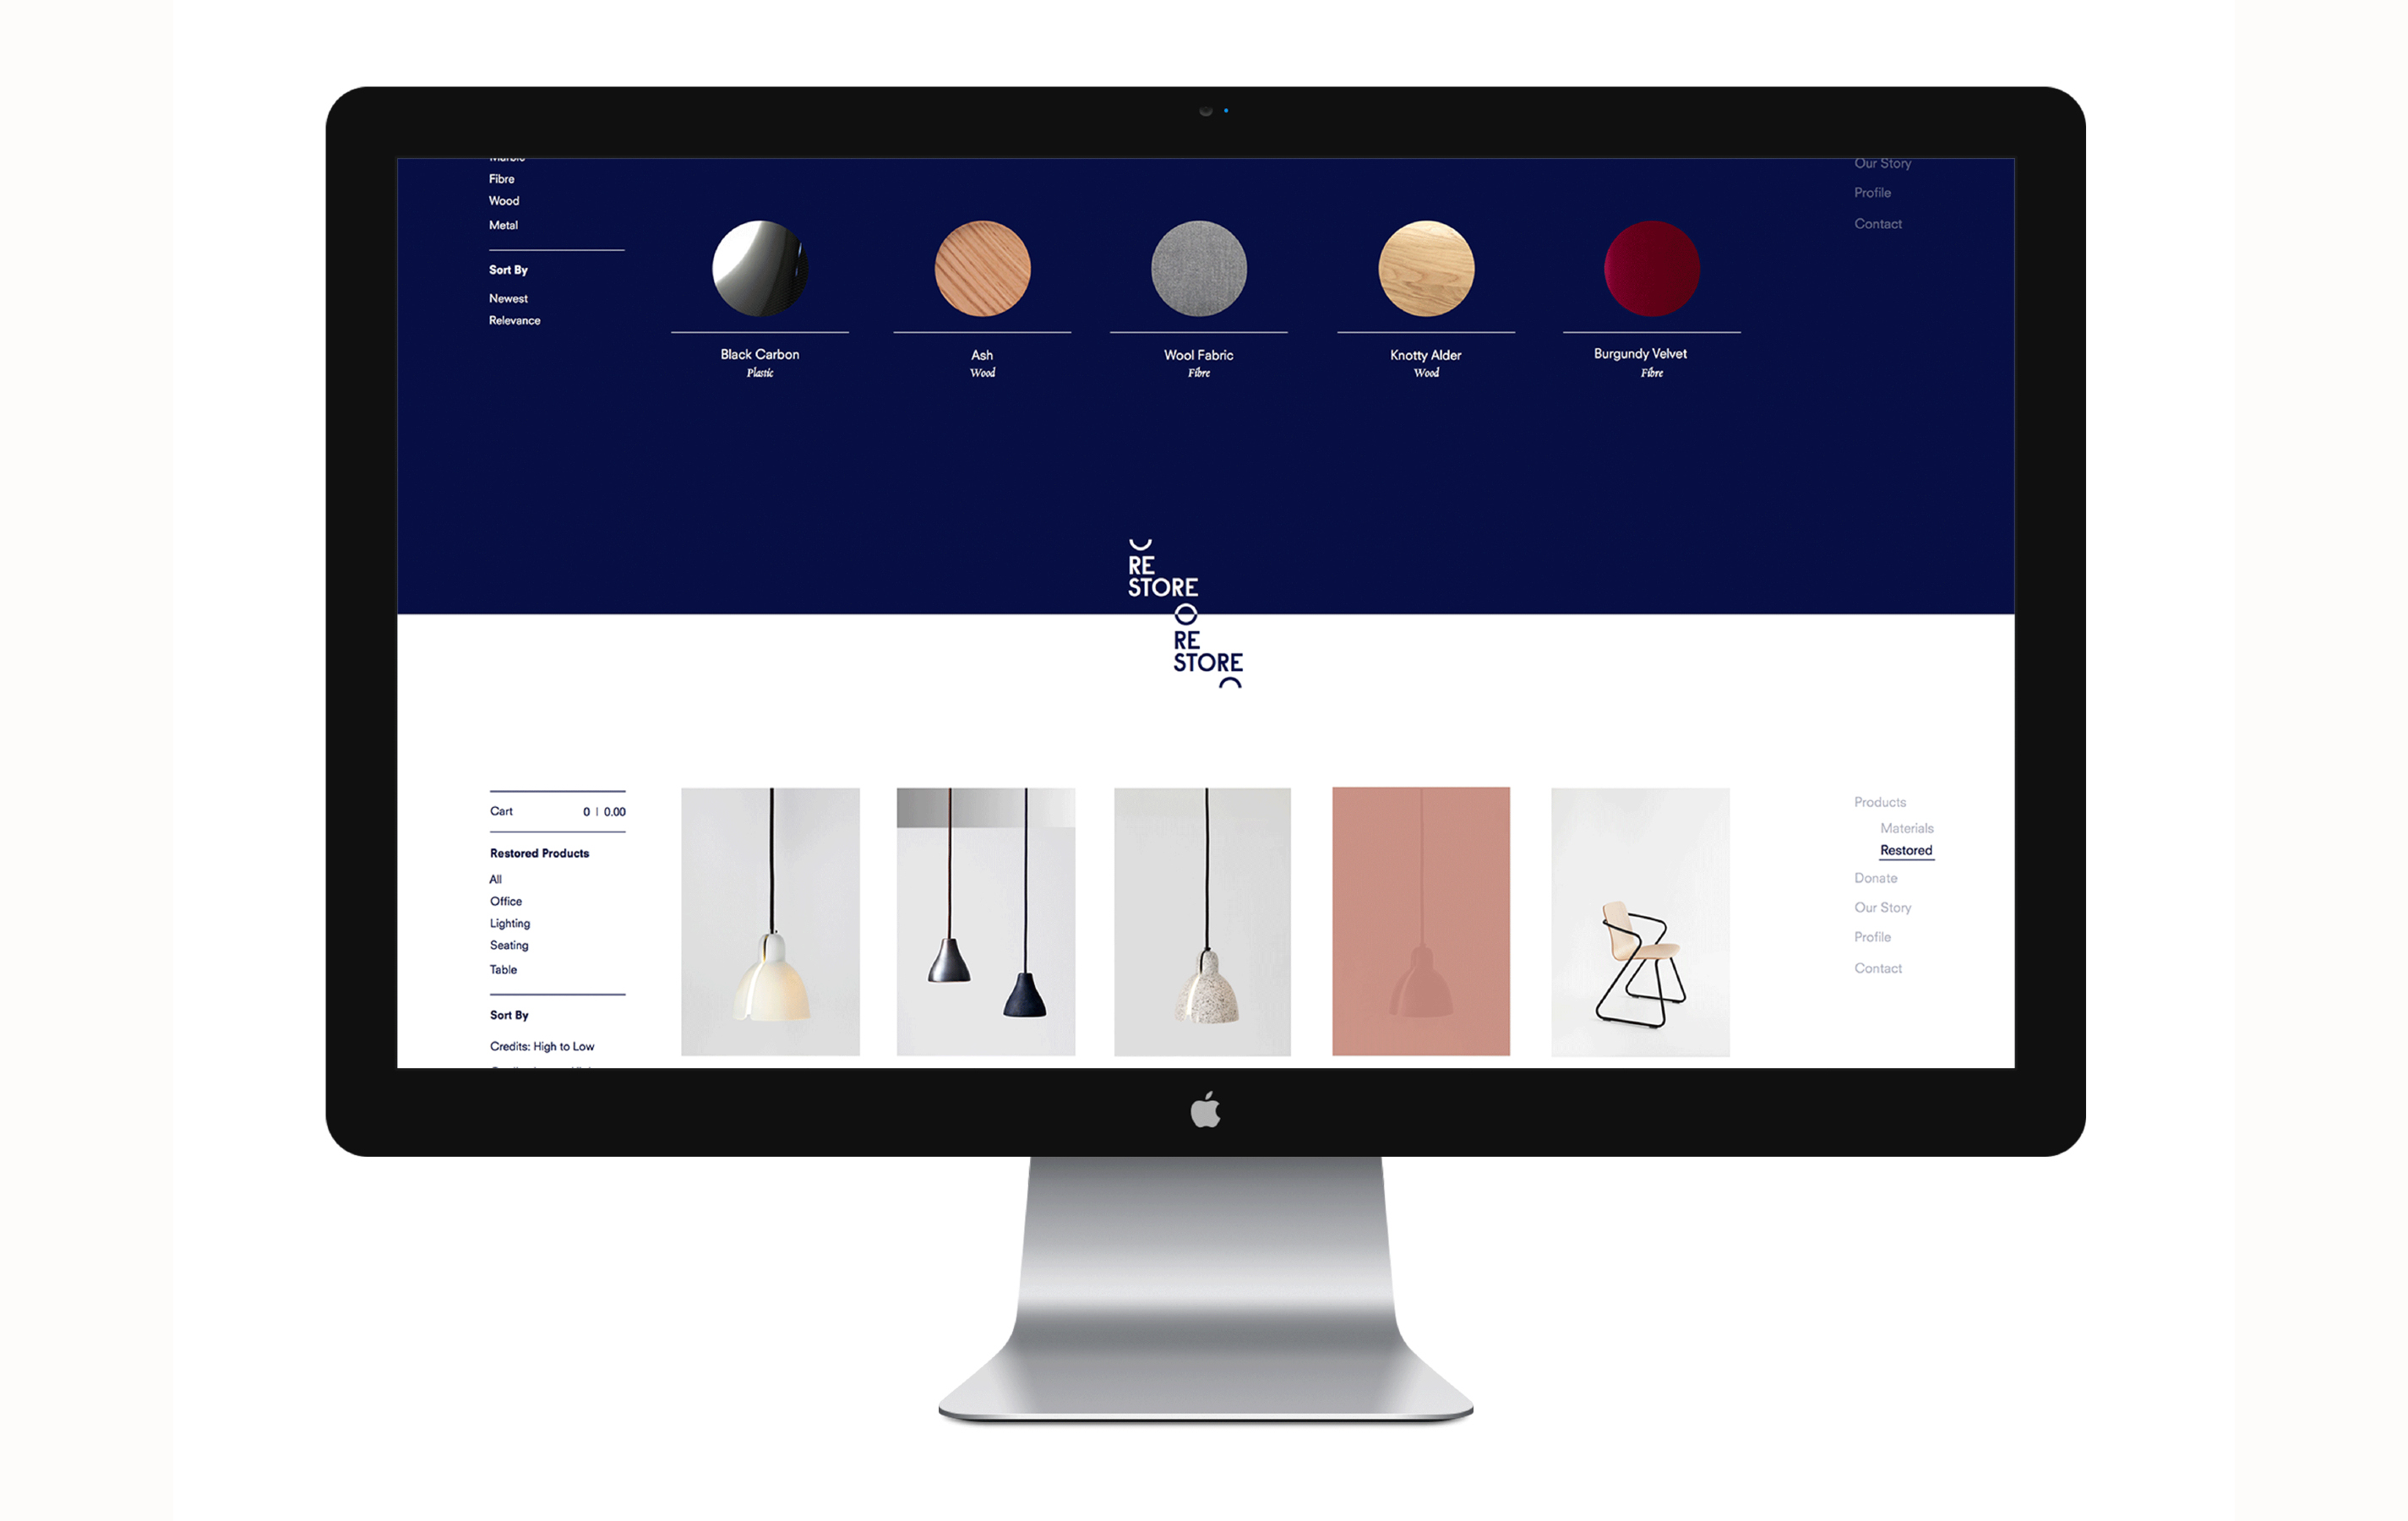 Marble
Fibre
Wood
Metal
Sort By
Newest
Relevance
Our Story
Profile
Contact
Black Carbon
Plastic
Ash
Wood
Wool Fabric
Fibre
Knotty Alder
Wood
Burgundy Velvet
Fibre
RE
STORE
RE
STORE
Cart 0 | 0.00
Restored Products
All
Office
Lighting
Seating
Table
Sort By
Credits: High to Low
Products
Materials
Restored
Donate
Our Story
Profile
Contact